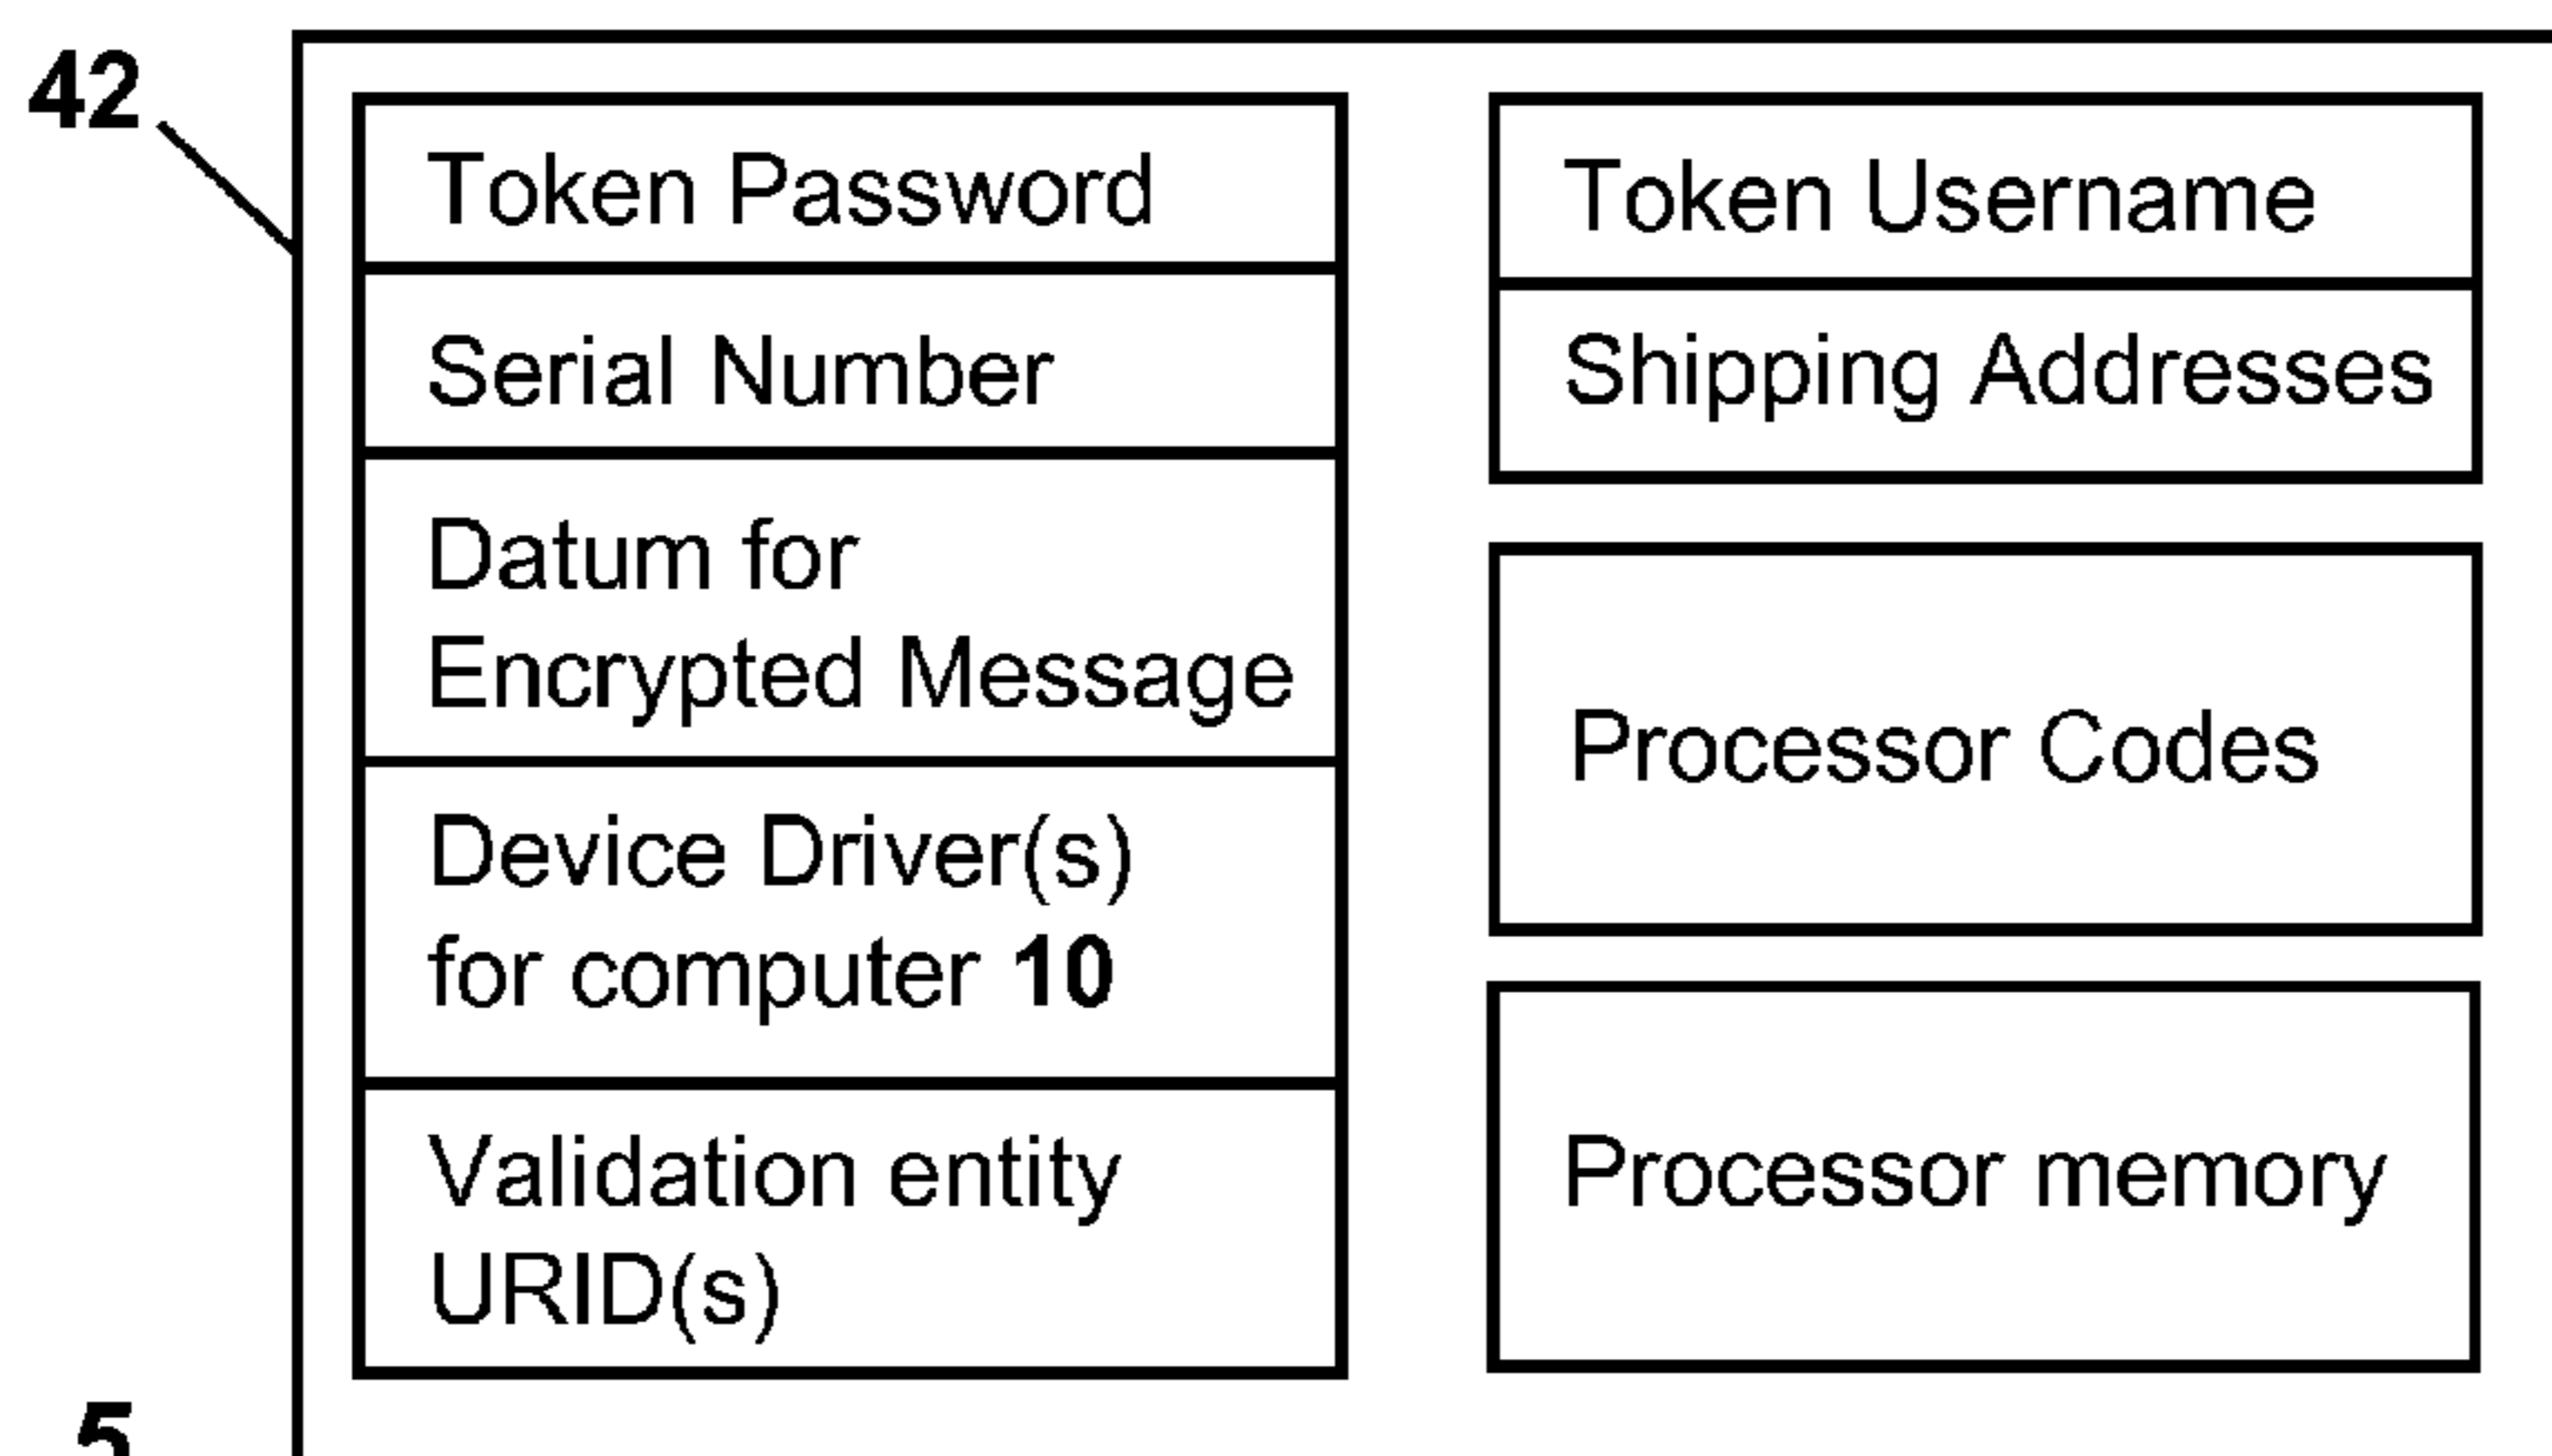 42
Token Password
Serial Number
Datum for
Encrypted Message
Device Driver(s)
for computer 10
Validation entity
URID(s)
Token Username
Shipping Addresses
Processor Codes
Processor memory
5